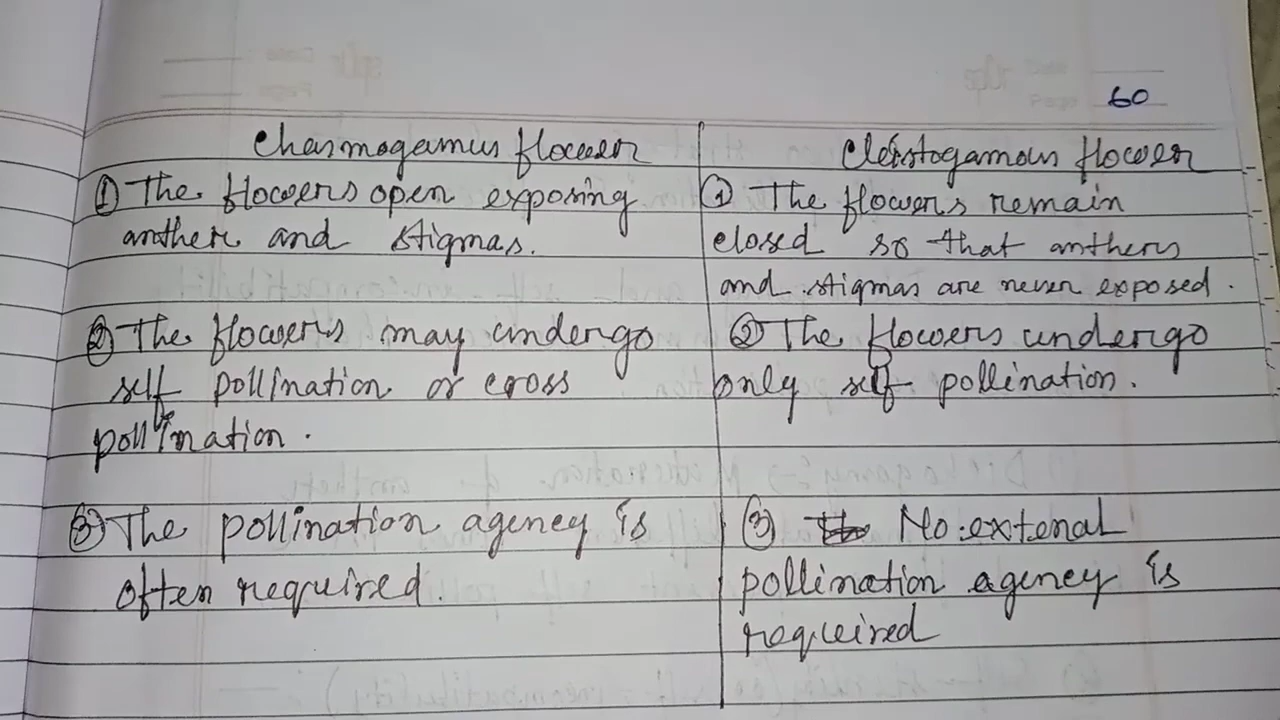 60
Chasmogamus flower
① The flowers open exposing
anther and stigmas.
② The flowers may undergo
self pollination or cross
pollination.
③ The pollination agency is
often required.
Cleistogamous flower
① The flowers remain
closed so that anthers
and stigmas are never exposed.
② The flowers undergo
only self pollination.
③ No extenal
pollination agency is
required